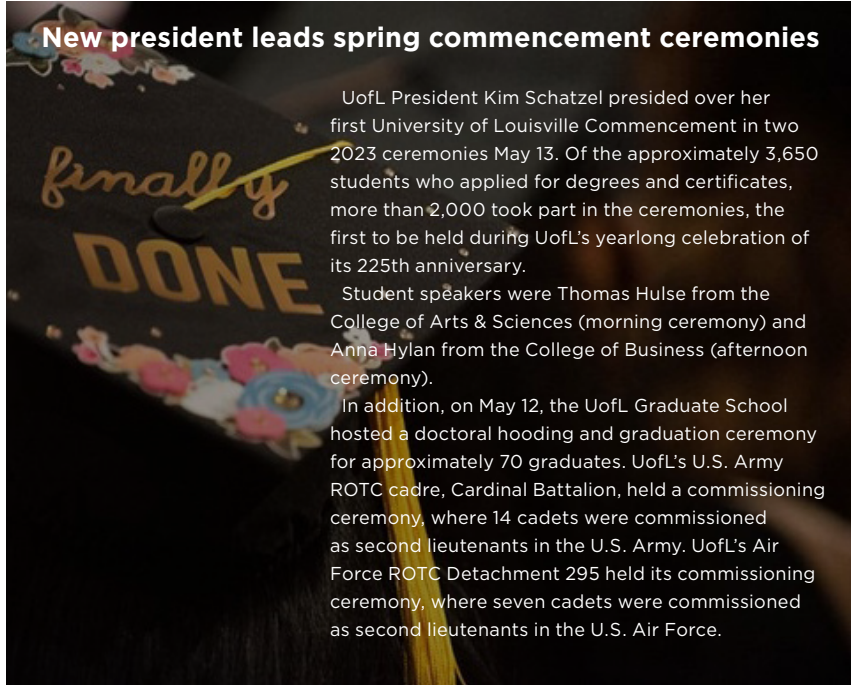 New president leads spring commencement ceremonies
finally
DONE
UofL President Kim Schatzel presided over her
first University of Louisville Commencement in two
2023 ceremonies May 13. Of the approximately 3,650
students who applied for degrees and certificates,
more than 2,000 took part in the ceremonies, the
first to be held during UofL’s yearlong celebration of
its 225th anniversary.
Student speakers were Thomas Hulse from the
College of Arts & Sciences (morning ceremony) and
Anna Hylan from the College of Business (afternoon
ceremony).
In addition, on May 12, the UofL Graduate School
hosted a doctoral hooding and graduation ceremony
for approximately 70 graduates. UofL’s U.S. Army
ROTC cadre, Cardinal Battalion, held a commissioning
ceremony, where 14 cadets were commissioned
as second lieutenants in the U.S. Army. UofL’s Air
Force ROTC Detachment 295 held its commissioning
ceremony, where seven cadets were commissioned
as second lieutenants in the U.S. Air Force.